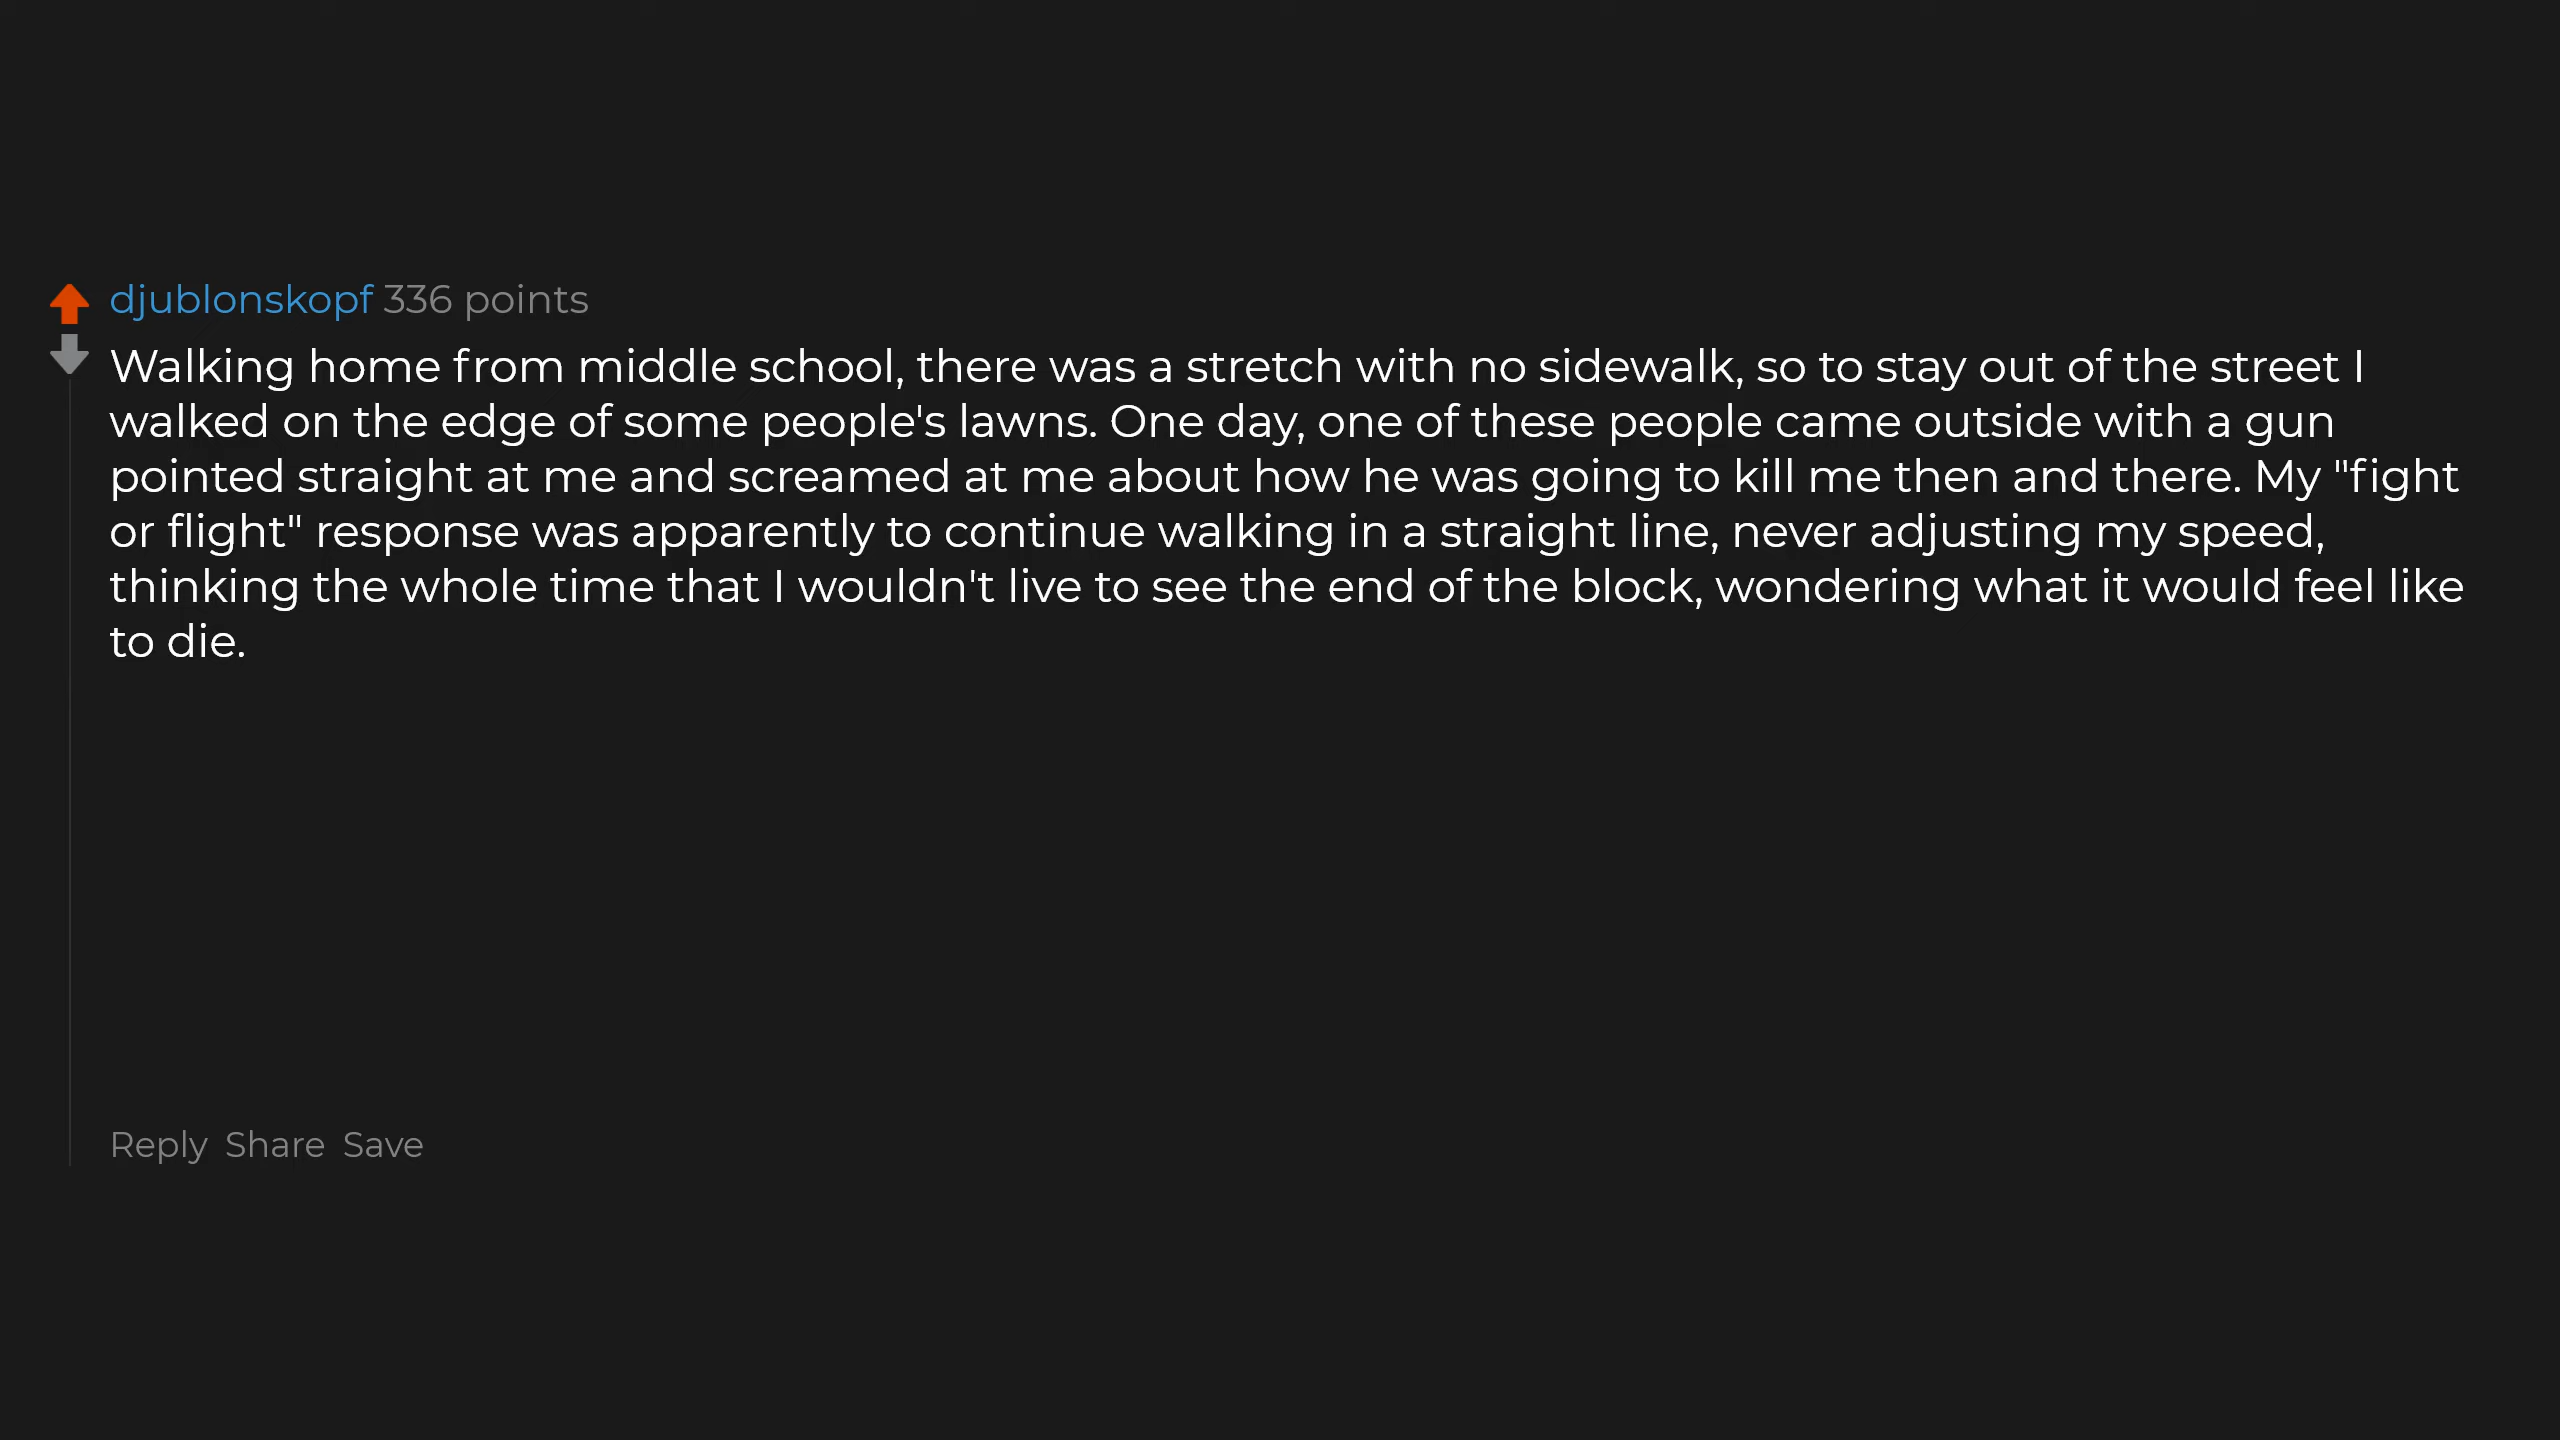 djublonskopf 336 points
Walking home from middle school, there was a stretch with no sidewalk, so to stay out of the street I
walked on the edge of some people's lawns. One day, one of these people came outside with a gun
pointed straight at me and screamed at me about how he was going to kill me then and there. My "fight
or flight" response was apparently to continue walking in a straight line, never adjusting my speed,
thinking the whole time that I wouldn't live to see the end of the block, wondering what it would feel like
to die.
Reply Share Save